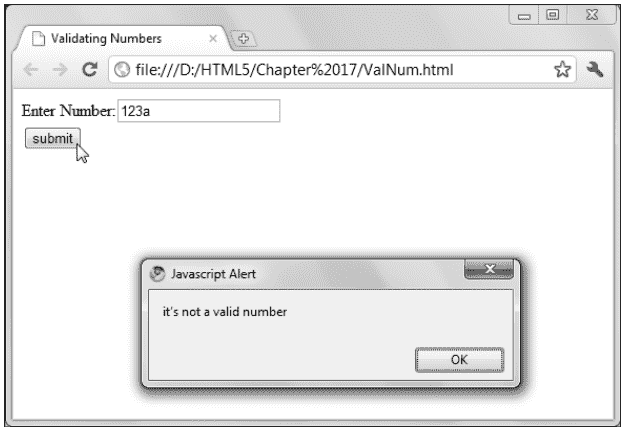 Validating Numbers
file:///D:/HTML5/Chapter%2017/ValNum.html
Enter Number: 123a
submit
Javascript Alert
it's not a valid number
OK